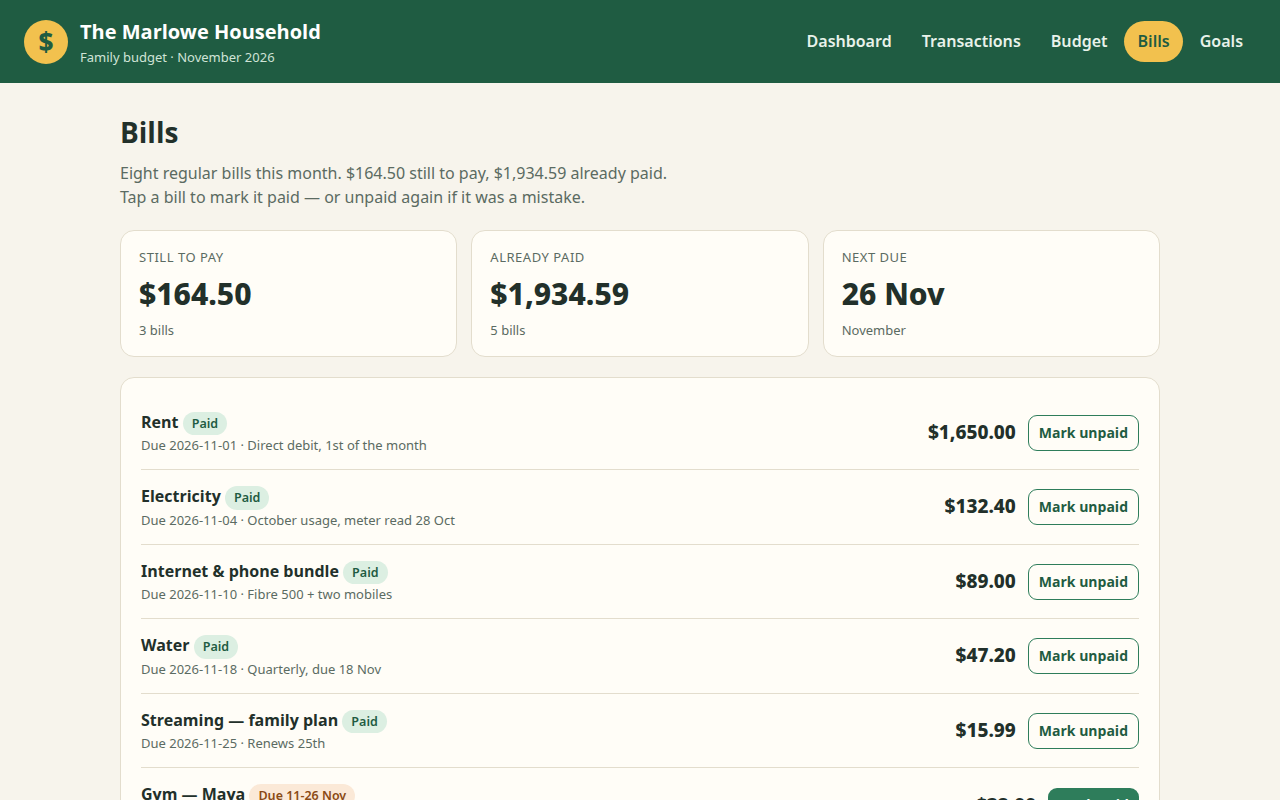 $
The Marlowe Household
Family budget · November 2026
Dashboard
Transactions
Budget
Bills
Goals
Bills
Eight regular bills this month. $164.50 still to pay, $1,934.59 already paid.
Tap a bill to mark it paid — or unpaid again if it was a mistake.
STILL TO PAY
$164.50
3 bills
ALREADY PAID
$1,934.59
5 bills
NEXT DUE
26 Nov
November
Rent Paid
Due 2026-11-01 · Direct debit, 1st of the month
$1,650.00
Mark unpaid
Electricity Paid
Due 2026-11-04 · October usage, meter read 28 Oct
$132.40
Mark unpaid
Internet & phone bundle Paid
Due 2026-11-10 · Fibre 500 + two mobiles
$89.00
Mark unpaid
Water Paid
Due 2026-11-18 · Quarterly, due 18 Nov
$47.20
Mark unpaid
Streaming — family plan Paid
Due 2026-11-25 · Renews 25th
$15.99
Mark unpaid
Gym — Maya Due 11-26 Nov